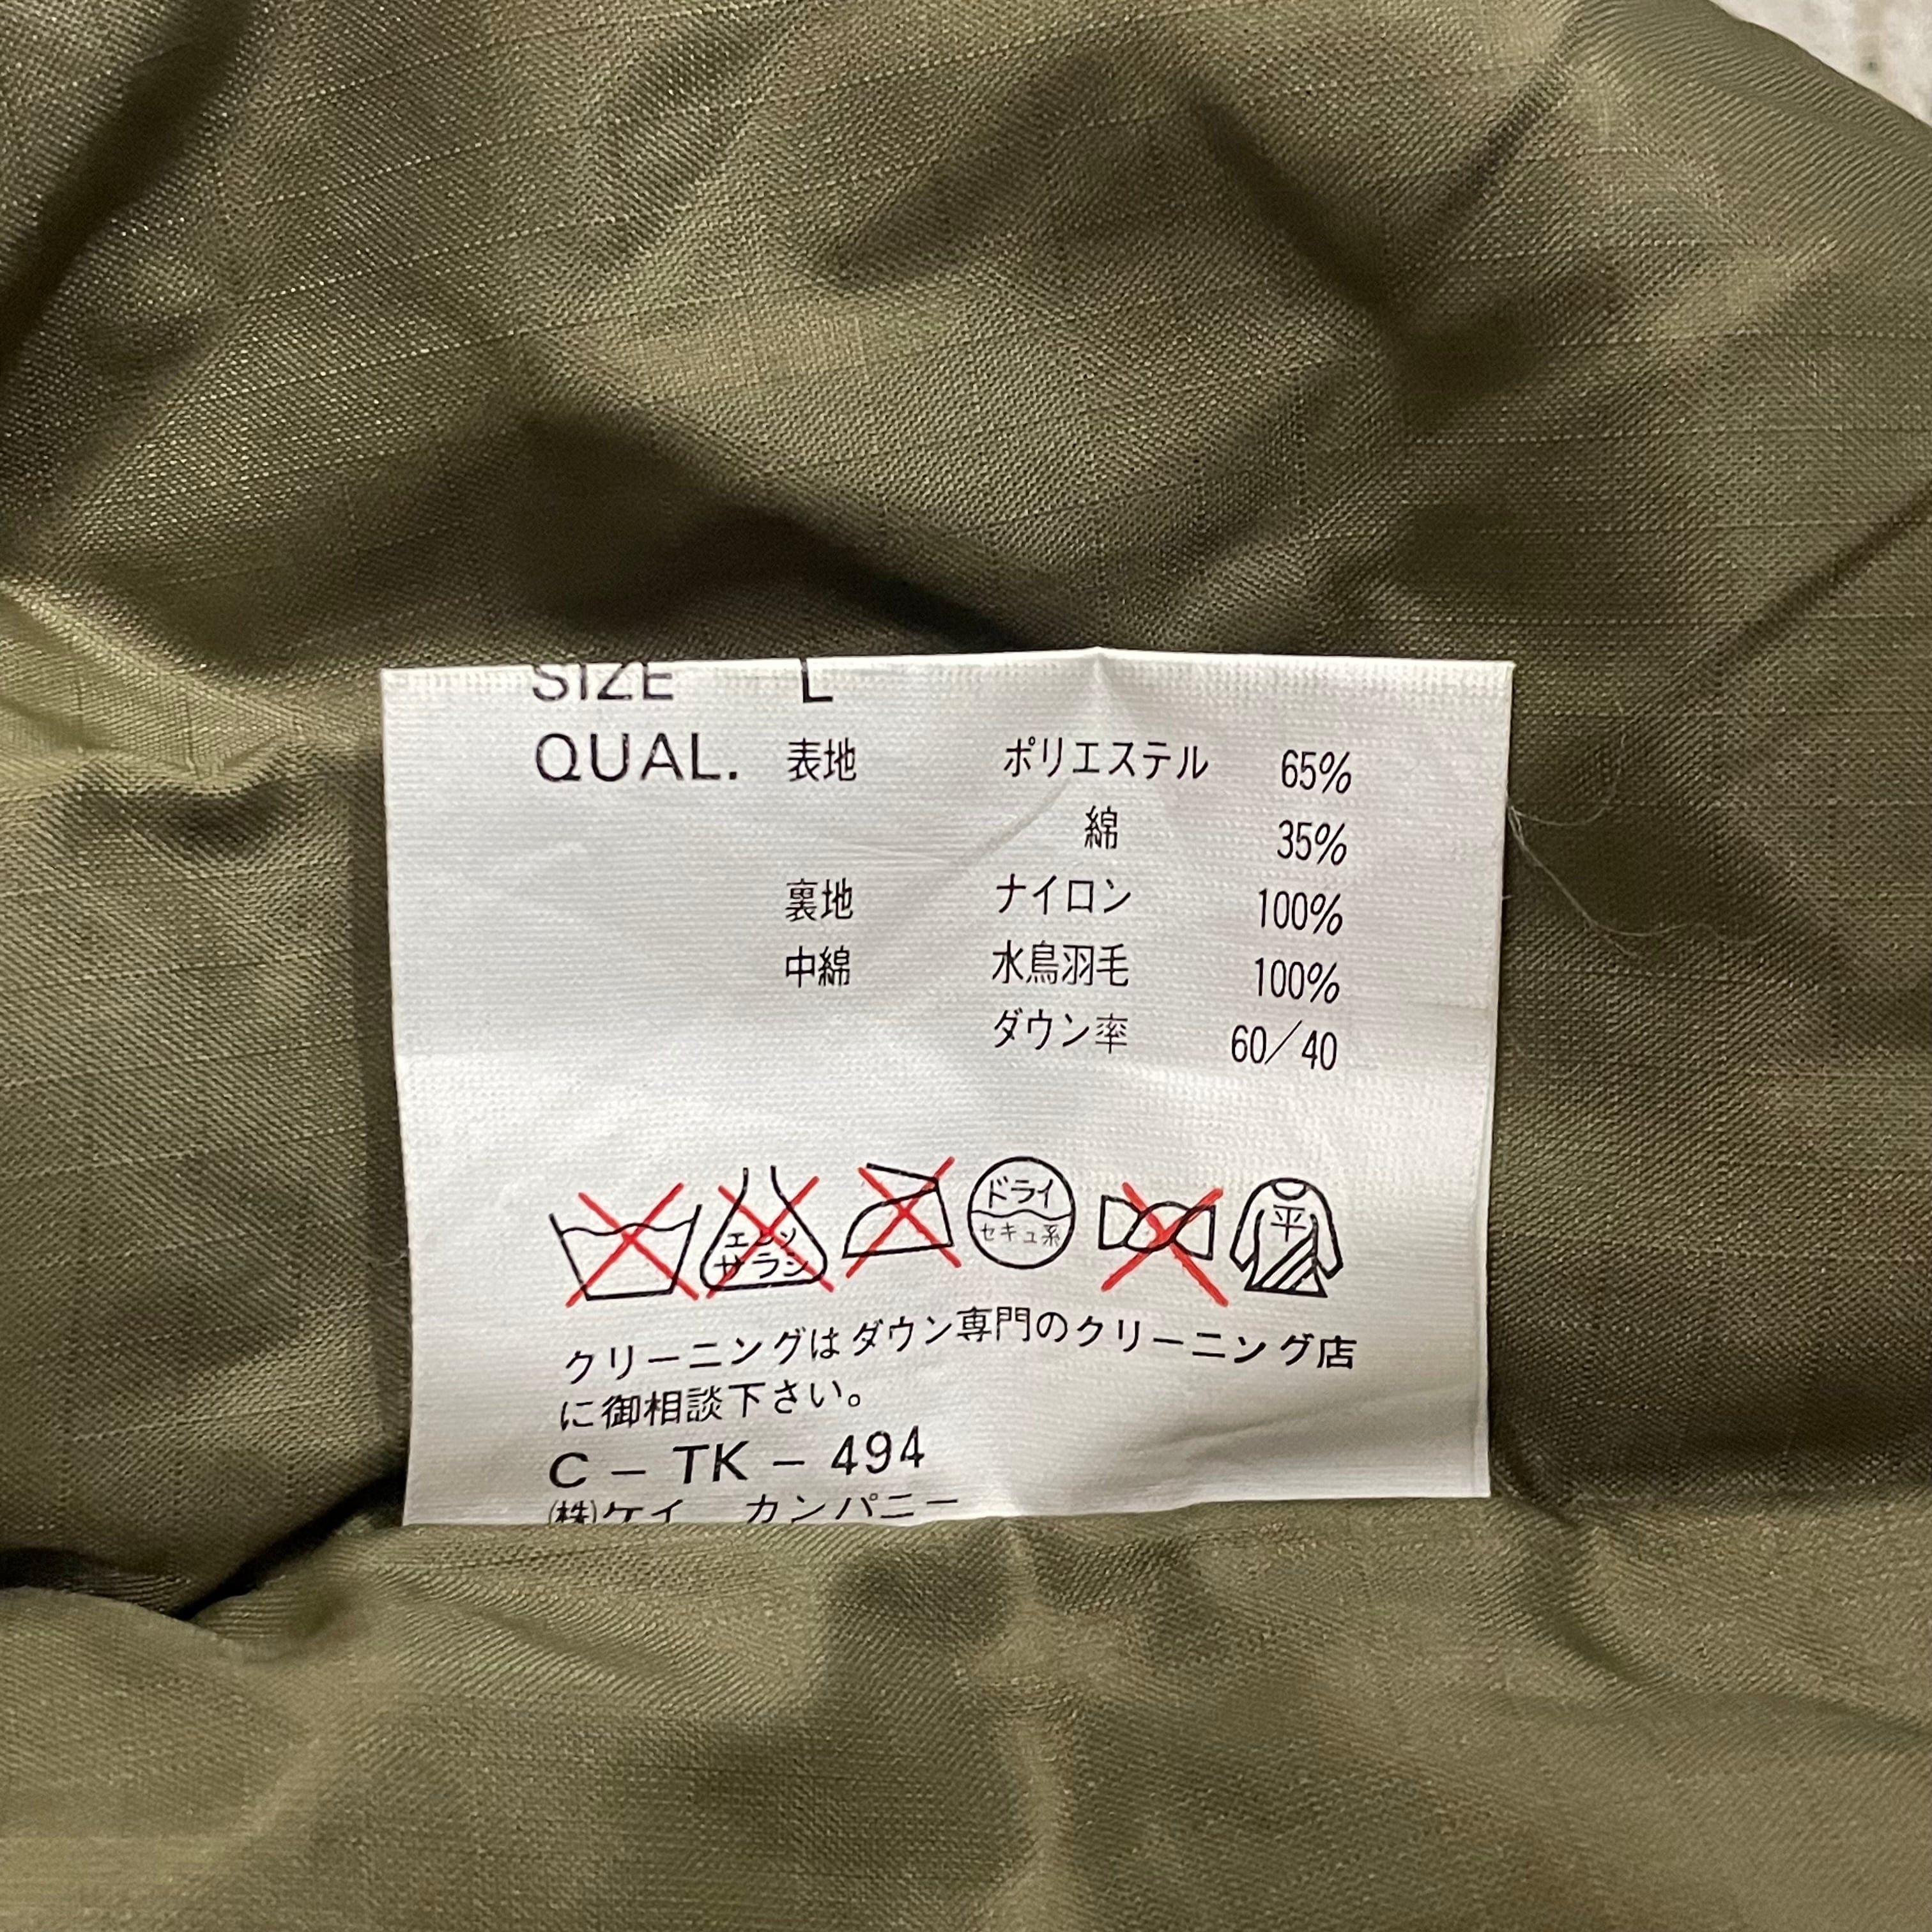 SIZE L
QUAL. 表地 ポリエステル 65%
綿 35%
裏地 ナイロン 100%
中綿 水鳥羽毛 100%
ダウン率 60/40
エンソ
サラシ
ドライ
セキュ系
平
クリーニングはダウン専門のクリーニング店
に御相談下さい。
C-TK-494
(株)ケイ カンパニー